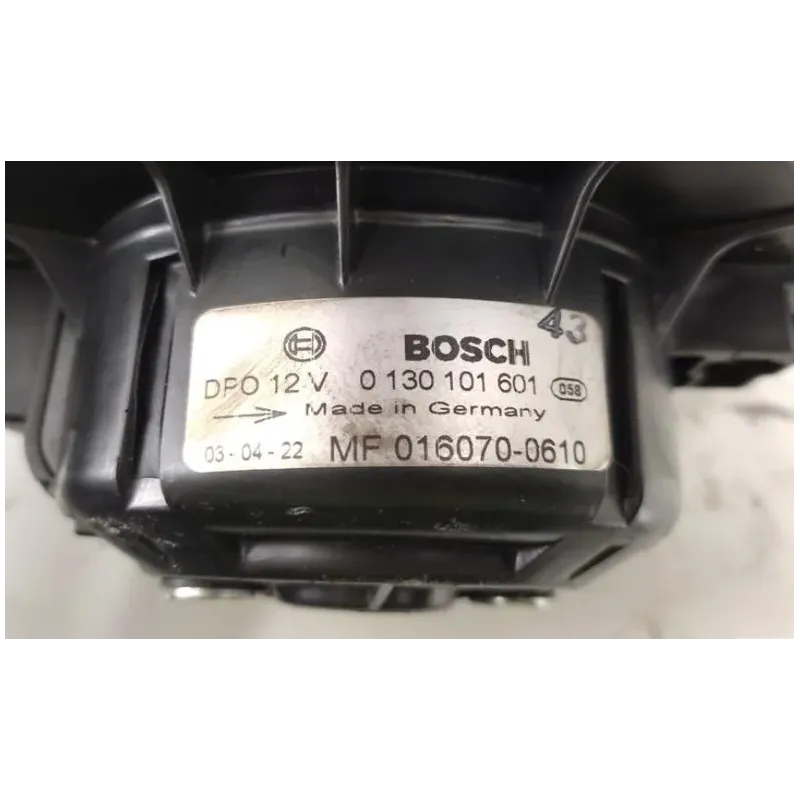 43
BOSCH
DPO 12 V 0 130 101 601 058
Made in Germany
03-04-22 MF 016070-0610